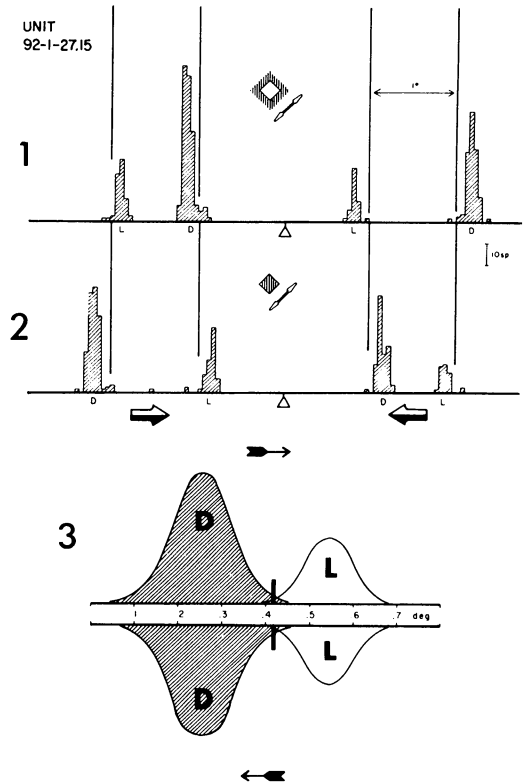 UNIT
92-1-27.15
1°
1
L D L D
10sp
2
D L D L
3
D L
.1 .2 .3 .4 .5 .6 deg .7
D L